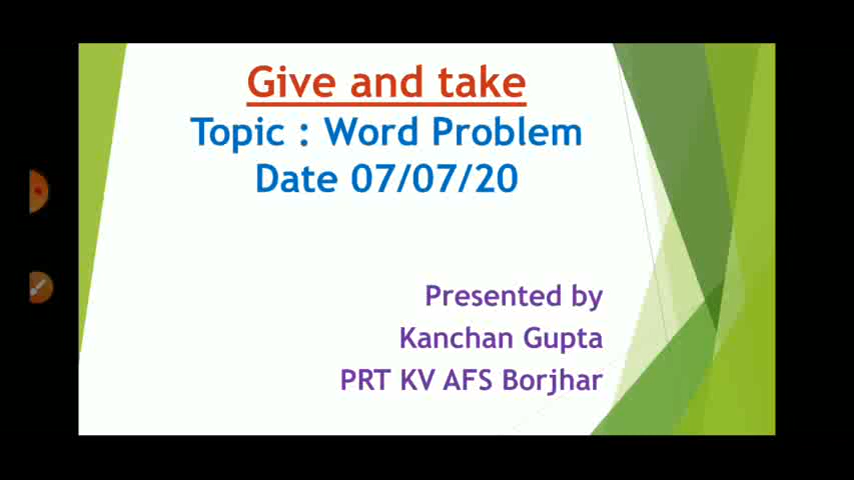 Give and take
Topic : Word Problem
Date 07/07/20
Presented by
Kanchan Gupta
PRT KV AFS Borjhar